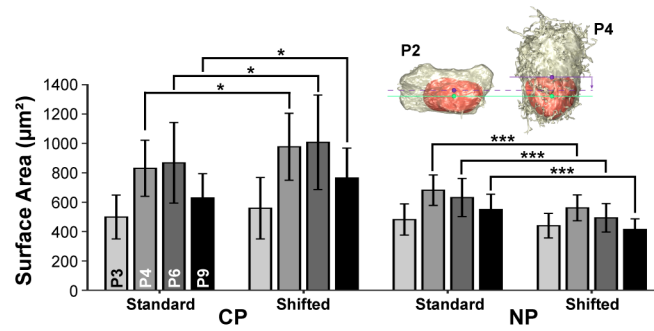 P2
P4
*
*
*
***
***
***
Surface Area (µm²)
1400
1200
1000
800
600
400
200
0
P3 P4 P6 P9
Standard Shifted Standard Shifted
CP NP